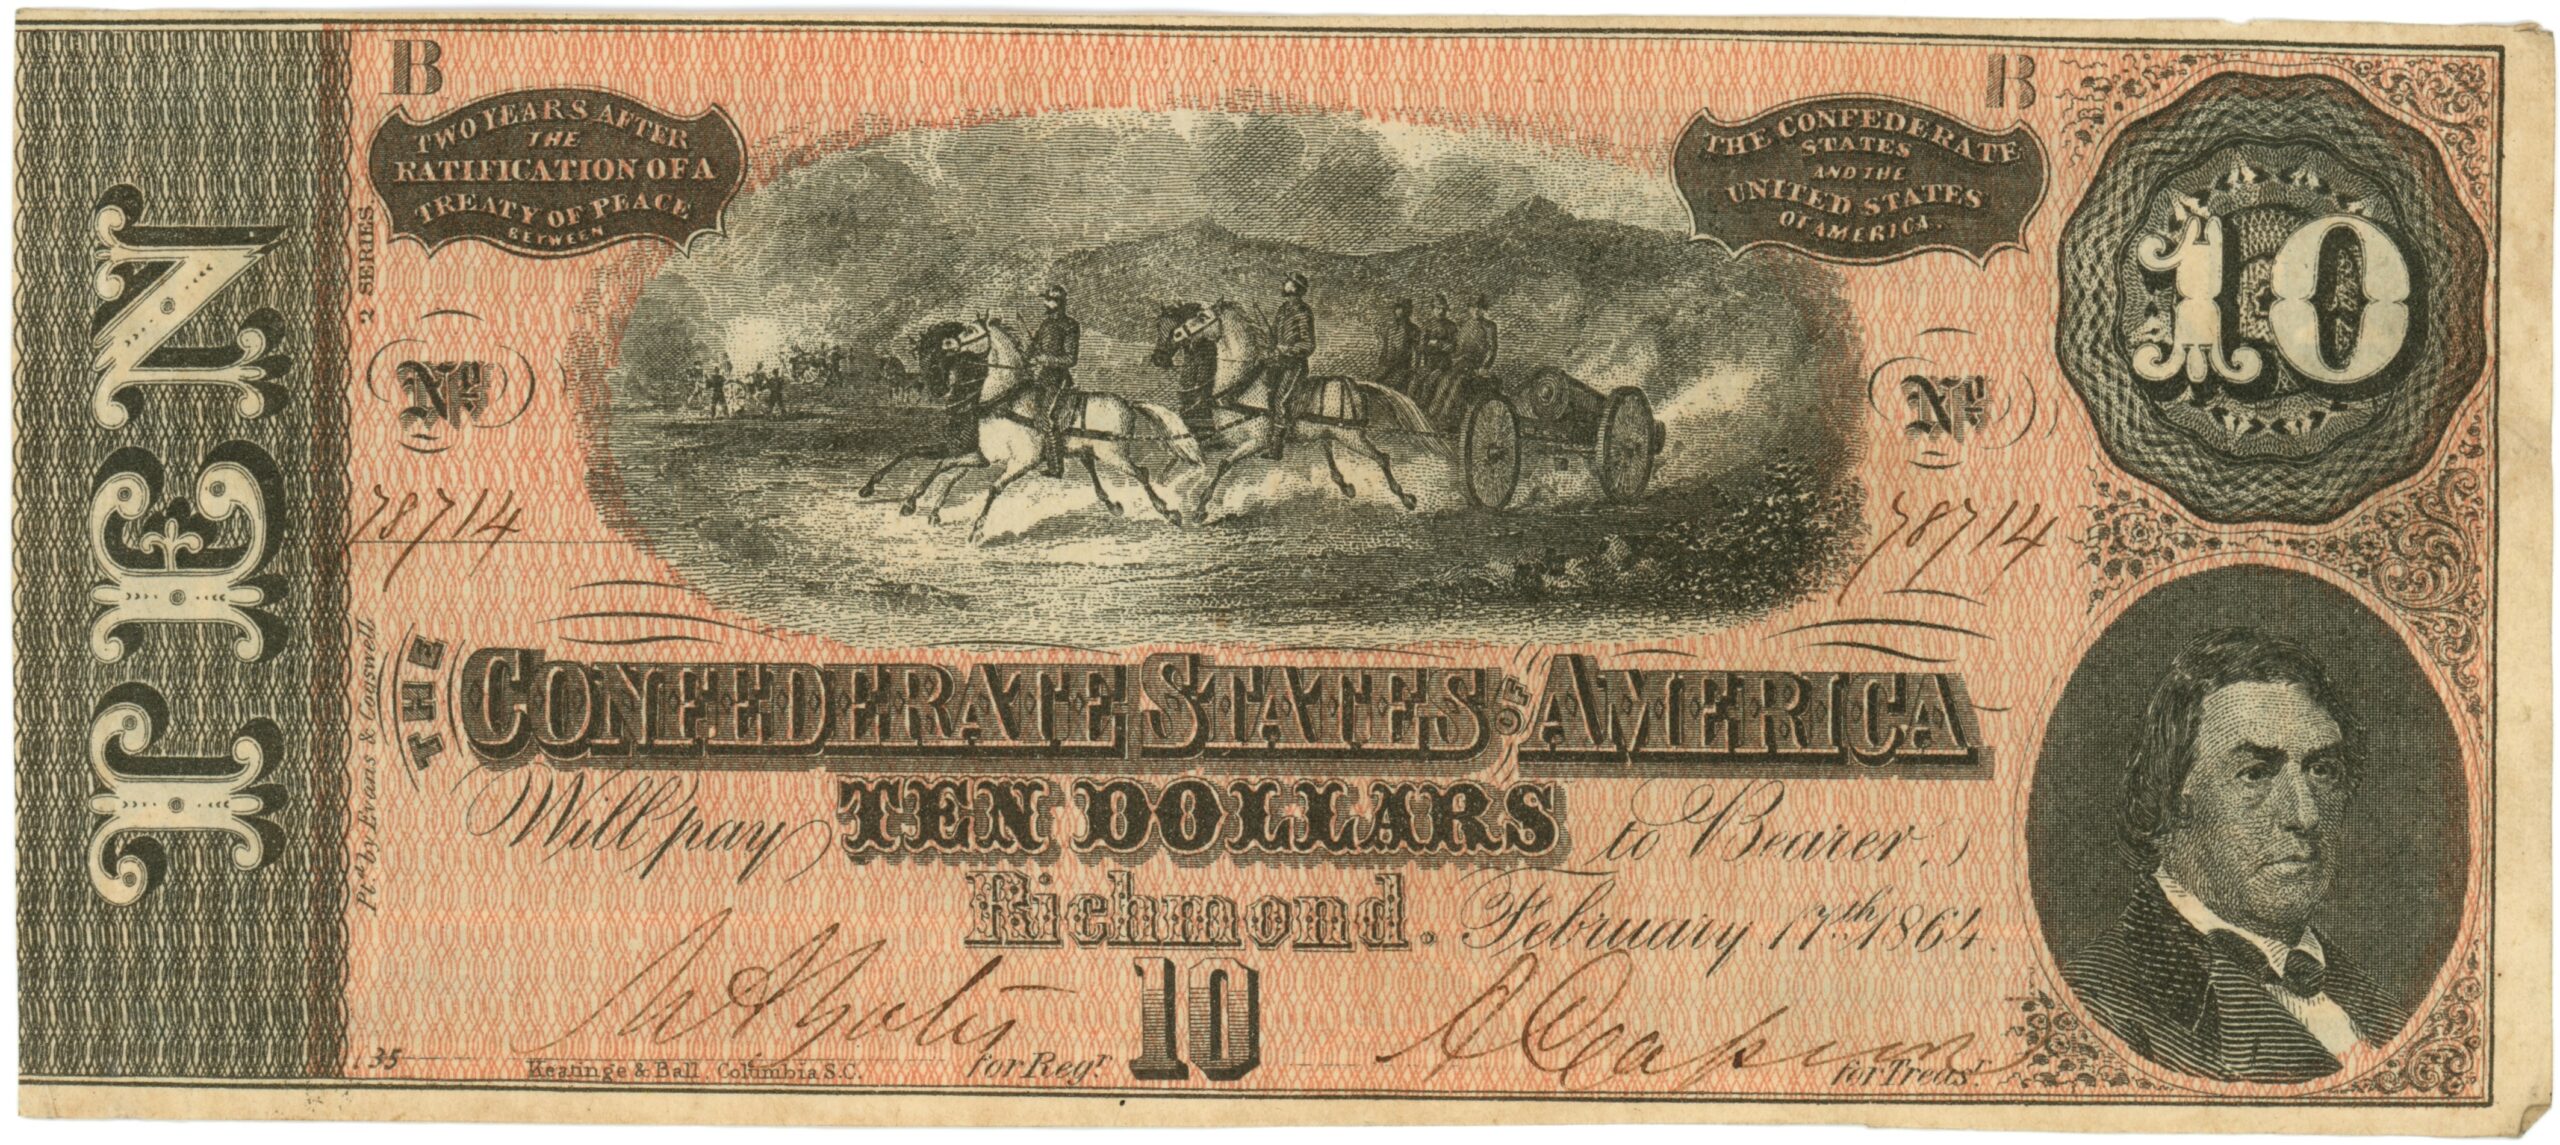 B
B
TWO YEARS AFTER
THE
RATIFICATION OF A
TREATY OF PEACE
BETWEEN
THE CONFEDERATE
STATES
AND THE
UNITED STATES
OF AMERICA.
10
TEN
2 SERIES.
No
No
78714
78714
THE CONFEDERATE STATES OF AMERICA
Will pay TEN DOLLARS to Bearer.
Richmond. February 17th 1864.
Ptd. by Evans & Cogswell.
10
35
Keatinge & Ball, Columbia S.C.
for Regr.
for Treasr.